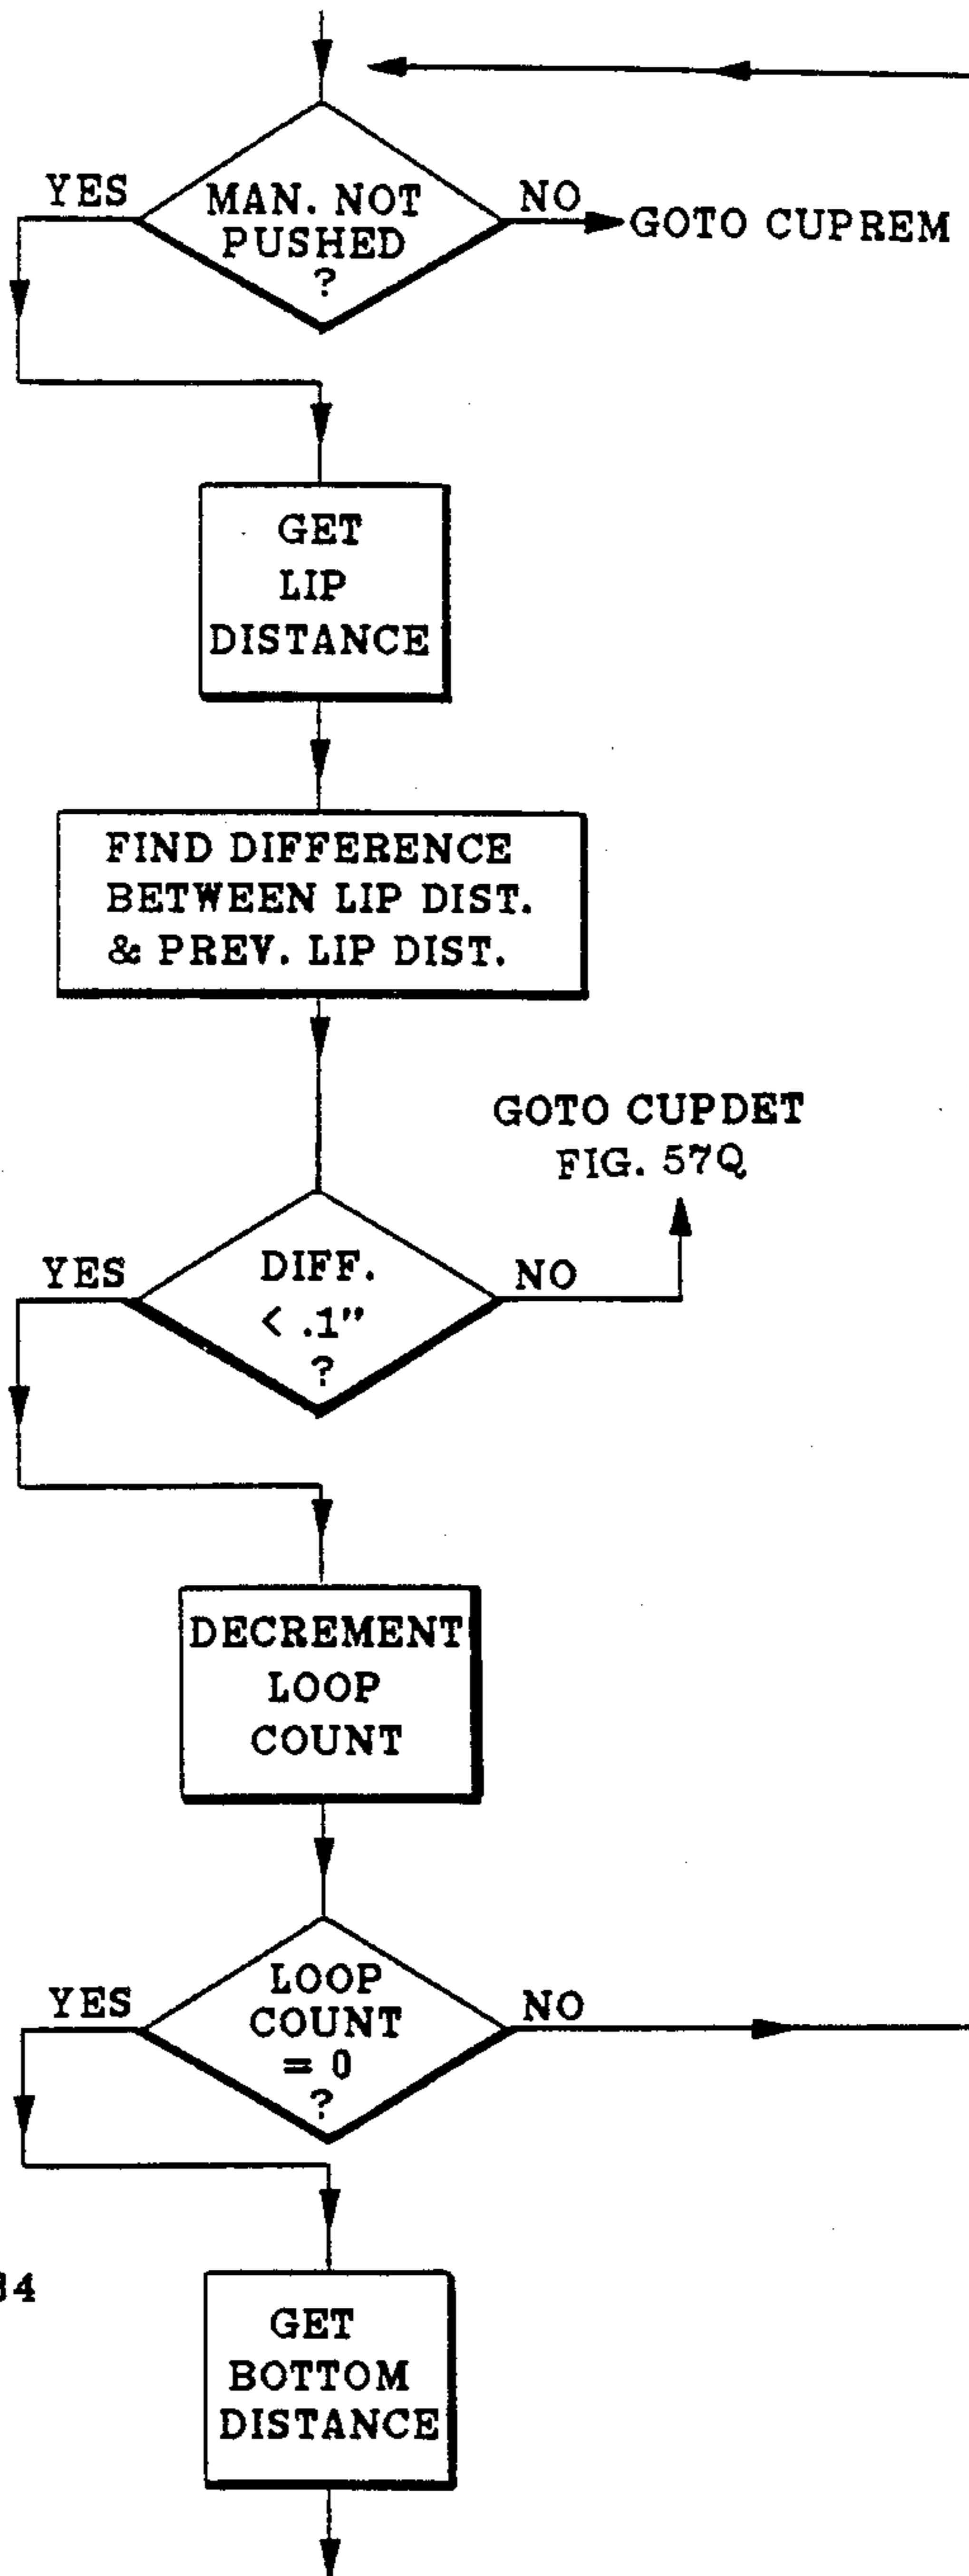 YES
MAN. NOT
PUSHED
?
NO
GOTO CUPREM
GET
LIP
DISTANCE
FIND DIFFERENCE
BETWEEN LIP DIST.
& PREV. LIP DIST.
GOTO CUPDET
FIG. 57Q
YES
DIFF.
< .1"
?
NO
DECREMENT
LOOP
COUNT
YES
LOOP
COUNT
= 0
?
NO
34
GET
BOTTOM
DISTANCE